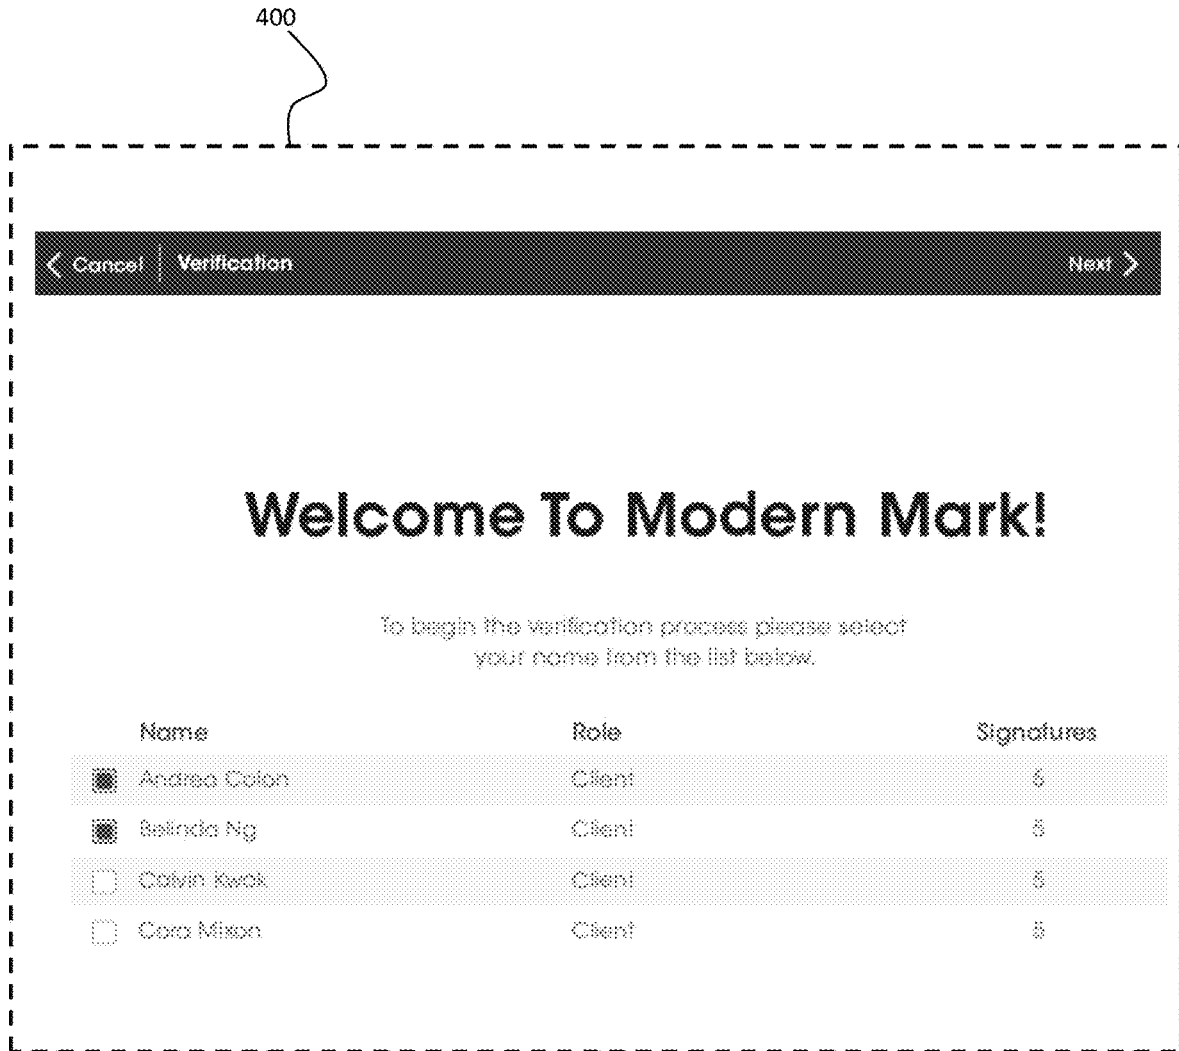 400
Cancel Verification Next
Welcome To Modern Mark!
To begin the verification process please select
your name from the list below.
Name Role Signatures
Andrea Colon Client
Belinda Ng Client 5
Calvin Kwok Client 5
Cora Mixon Client 5